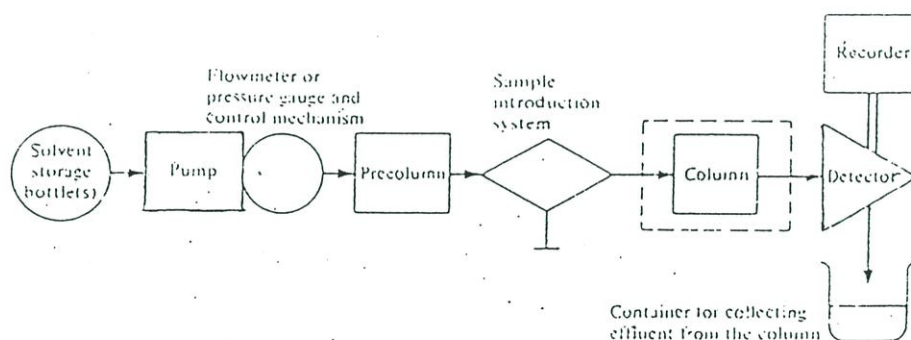 Recorder
Flowmeter or
pressure gauge and
control mechanism
Sample
introduction
system
Solvent
storage
bottle(s)
Pump
Precolumn
Column
Detector
Container for collecting
effluent from the column